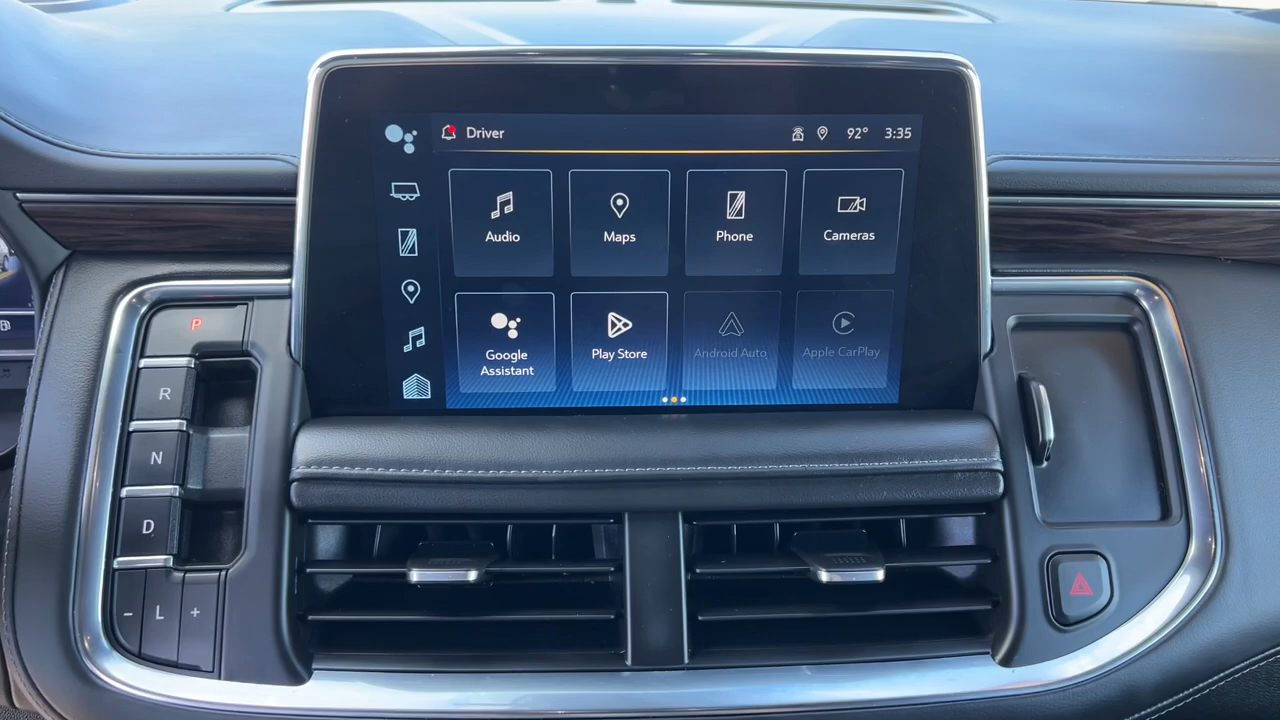 Driver 92° 3:35
Audio Maps Phone Cameras
Google Assistant Play Store Android Auto Apple CarPlay
P
R
N
D
- L +